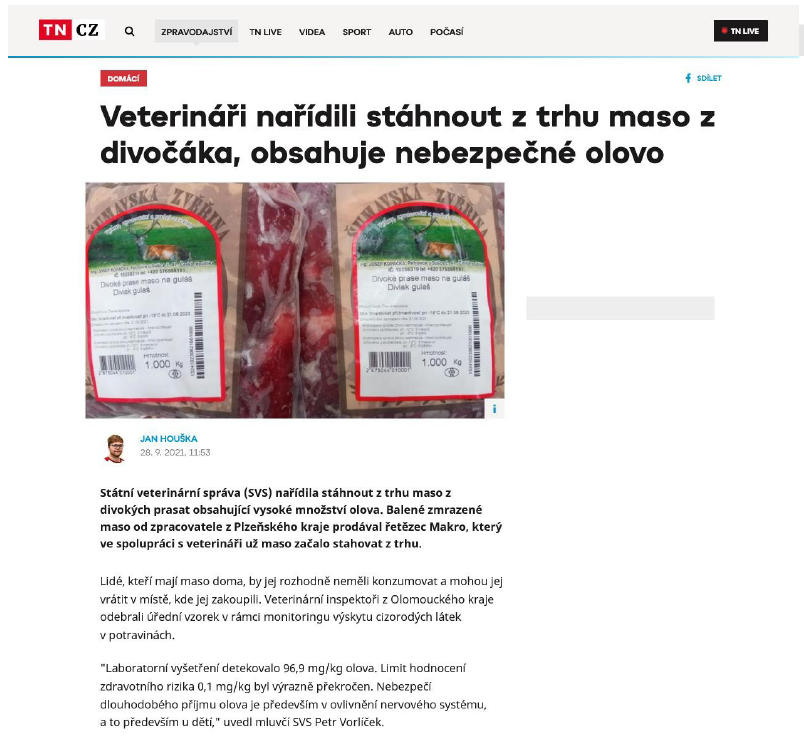 TN CZ
ZPRAVODAJSTVÍ TN LIVE VIDEA SPORT AUTO POČASÍ
TN LIVE
DOMÁCÍ
SDÍLET
Veterináři nařídili stáhnout z trhu maso z
divočáka, obsahuje nebezpečné olovo
ŠUMAVSKÁ ZVĚŘINA
Divoké prase maso na guláš
Diviak guláš
Hmotnosť:
1.000 Kg
ŠUMAVSKÁ ZVĚŘINA
Divoké prase maso na guláš
Diviak guláš
Hmotnosť:
1.000 Kg
i
JAN HOUŠKA
28. 9. 2021, 11:53
Státní veterinární správa (SVS) nařídila stáhnout z trhu maso z
divokých prasat obsahující vysoké množství olova. Balené zmrazené
maso od zpracovatele z Plzeňského kraje prodával řetězec Makro, který
ve spolupráci s veterináři už maso začalo stahovat z trhu.
Lidé, kteří mají maso doma, by jej rozhodně neměli konzumovat a mohou jej
vrátit v místě, kde jej zakoupili. Veterinární inspektoři z Olomouckého kraje
odebrali úřední vzorek v rámci monitoringu výskytu cizorodých látek
v potravinách.
"Laboratorní vyšetření detekovalo 96,9 mg/kg olova. Limit hodnocení
zdravotního rizika 0,1 mg/kg byl výrazně překročen. Nebezpečí
dlouhodobého příjmu olova je především v ovlivnění nervového systému,
a to především u dětí," uvedl mluvčí SVS Petr Vorlíček.